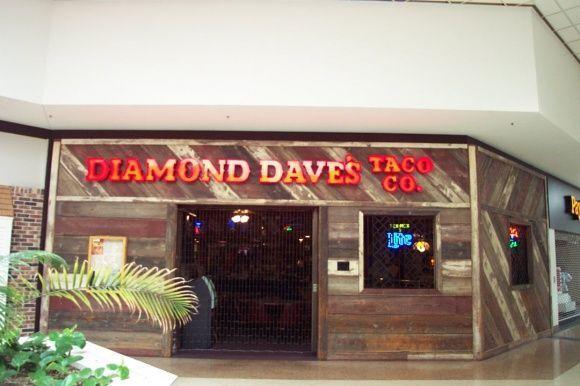 DIAMOND DAVE'S TACO CO.
Lite